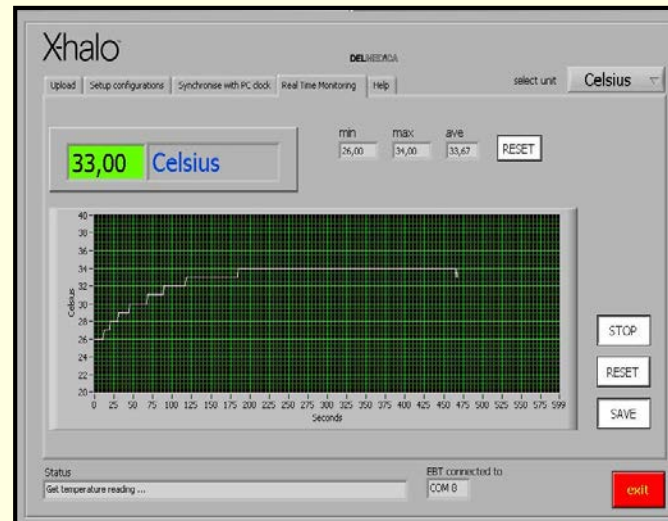 X-halo
DELMEDICA
Upload Setup configurations Synchronise with PC clock Real Time Monitoring Help
select unit Celsius
33,00 Celsius
min max ave
26,00 34,00 33,67 RESET
40
38
36
34
32
30
28
26
24
22
20
Celsius
0 25 50 75 100 125 150 175 200 225 250 275 300 325 350 375 400 425 450 475 500 525 550 575 599
Seconds
STOP
RESET
SAVE
Status
Get temperature reading ...
EBT connected to
COM 8
exit